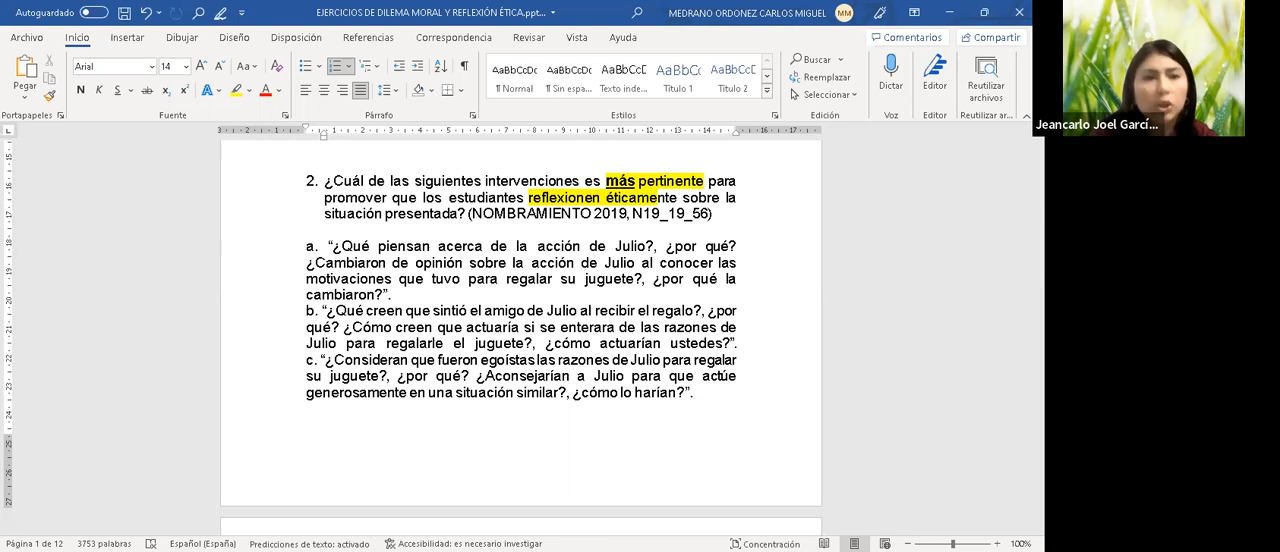 Autoguardado
EJERCICIOS DE DILEMA MORAL Y REFLEXIÓN ÉTICA.ppt...
MEDRANO ORDONEZ CARLOS MIGUEL
MM
Archivo Inicio Insertar Dibujar Diseño Disposición Referencias Correspondencia Revisar Vista Ayuda
Comentarios Compartir
Pegar
Arial 14
N K S ab x₂ x²
Aa
AaBbCcDc AaBbCcDc AaBbCcE AaBbC( AaBbCcD
¶ Normal ¶ Sin espa... Texto inde... Título 1 Título 2
Buscar
Reemplazar
Seleccionar
Dictar
Editor
Reutilizar
archivos
Portapapeles Fuente Párrafo Estilos Edición Voz Editor Reutilizar ar...
Jeancarlo Joel Garcí...
2. ¿Cuál de las siguientes intervenciones es más pertinente para
promover que los estudiantes reflexionen éticamente sobre la
situación presentada? (NOMBRAMIENTO 2019, N19_19_56)
a. “¿Qué piensan acerca de la acción de Julio?, ¿por qué?
¿Cambiaron de opinión sobre la acción de Julio al conocer las
motivaciones que tuvo para regalar su juguete?, ¿por qué la
cambiaron?”.
b. “¿Qué creen que sintió el amigo de Julio al recibir el regalo?, ¿por
qué? ¿Cómo creen que actuaría si se enterara de las razones de
Julio para regalarle el juguete?, ¿cómo actuarían ustedes?”.
c. “¿Consideran que fueron egoístas las razones de Julio para regalar
su juguete?, ¿por qué? ¿Aconsejarían a Julio para que actúe
generosamente en una situación similar?, ¿cómo lo harían?”.
Página 1 de 12 3753 palabras Español (España) Predicciones de texto: activado Accesibilidad: es necesario investigar Concentración 100%